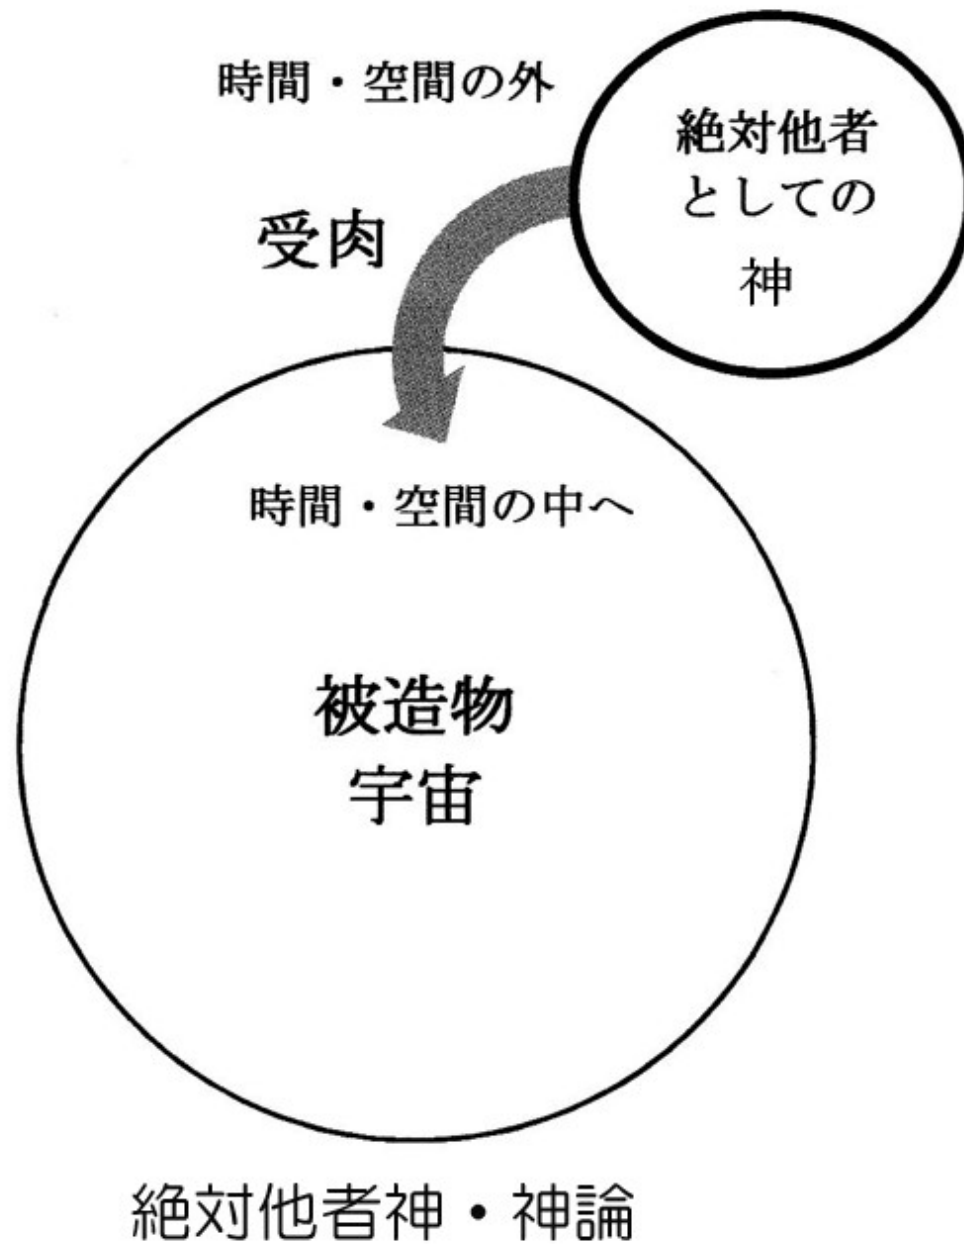 時間・空間の外
絶対他者
としての
神
受肉
時間・空間の中へ
被造物
宇宙
絶対他者神・神論